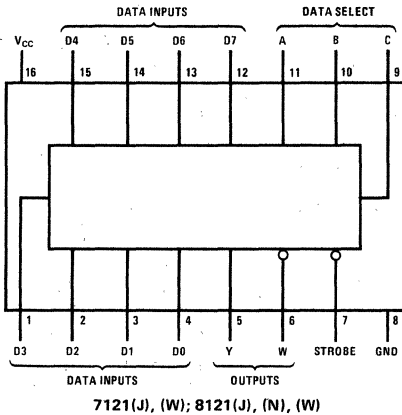 DATA INPUTS DATA SELECT
VCC D4 D5 D6 D7 A B C
16 15 14 13 12 11 10 9
1 2 3 4 5 6 7 8
D3 D2 D1 D0 Y W STROBE GND
DATA INPUTS OUTPUTS
7121(J), (W); 8121(J), (N), (W)